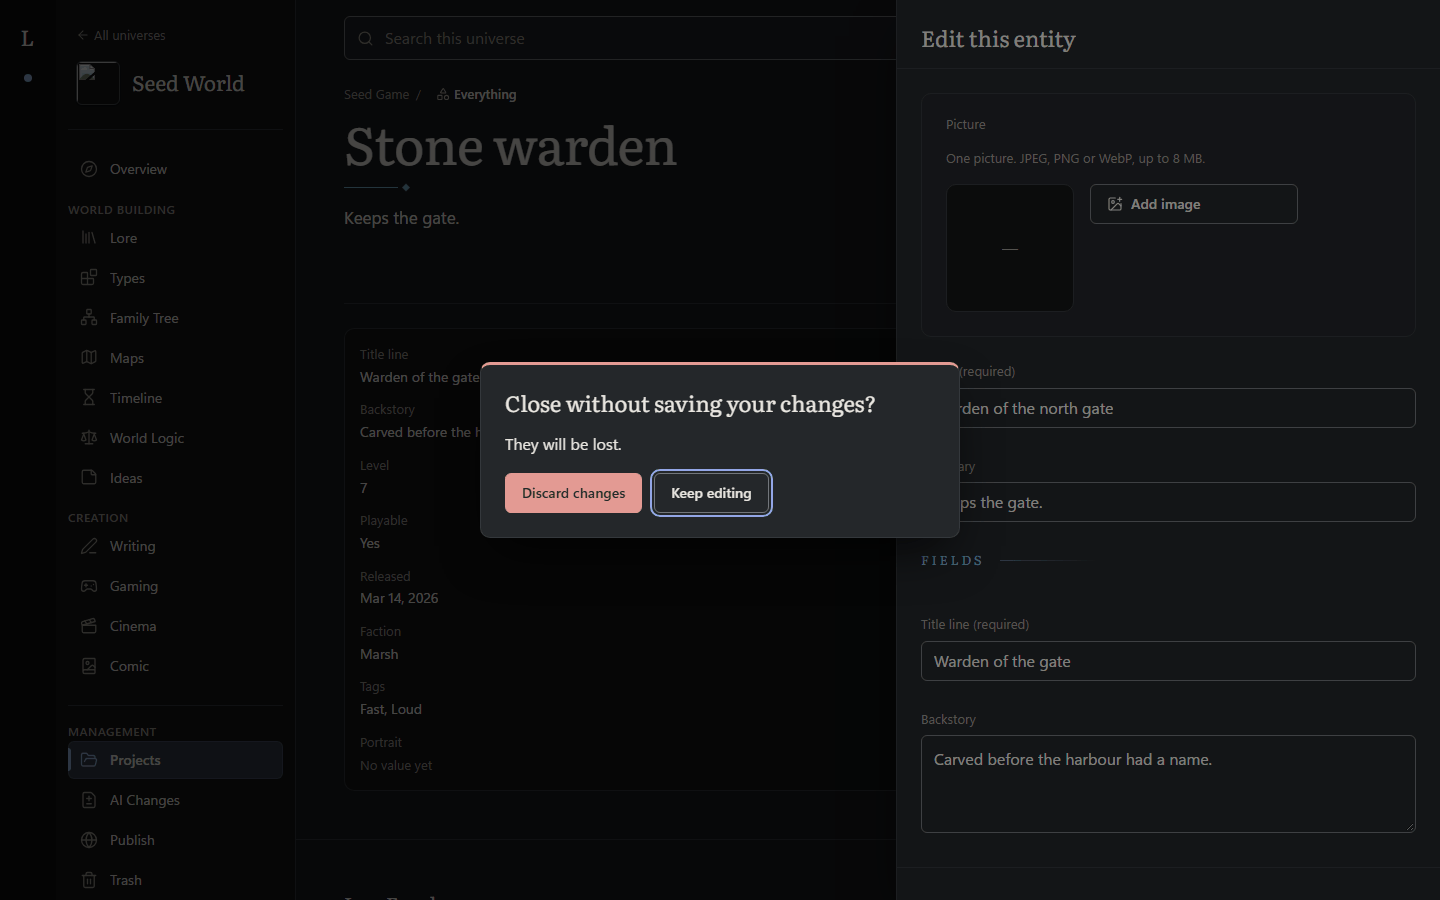 L
All universes
Seed World
Overview
WORLD BUILDING
Lore
Types
Family Tree
Maps
Timeline
World Logic
Ideas
CREATION
Writing
Gaming
Cinema
Comic
MANAGEMENT
Projects
AI Changes
Publish
Trash
Search this universe
Seed Game / Everything
Stone warden
Keeps the gate.
Title line
Warden of the gate
Backstory
Carved before the h
Level
7
Playable
Yes
Released
Mar 14, 2026
Faction
Marsh
Tags
Fast, Loud
Portrait
No value yet
Close without saving your changes?
They will be lost.
Discard changes
Keep editing
Edit this entity
Picture
One picture. JPEG, PNG or WebP, up to 8 MB.
—
Add image
(required)
rden of the north gate
ary
ps the gate.
FIELDS
Title line (required)
Warden of the gate
Backstory
Carved before the harbour had a name.